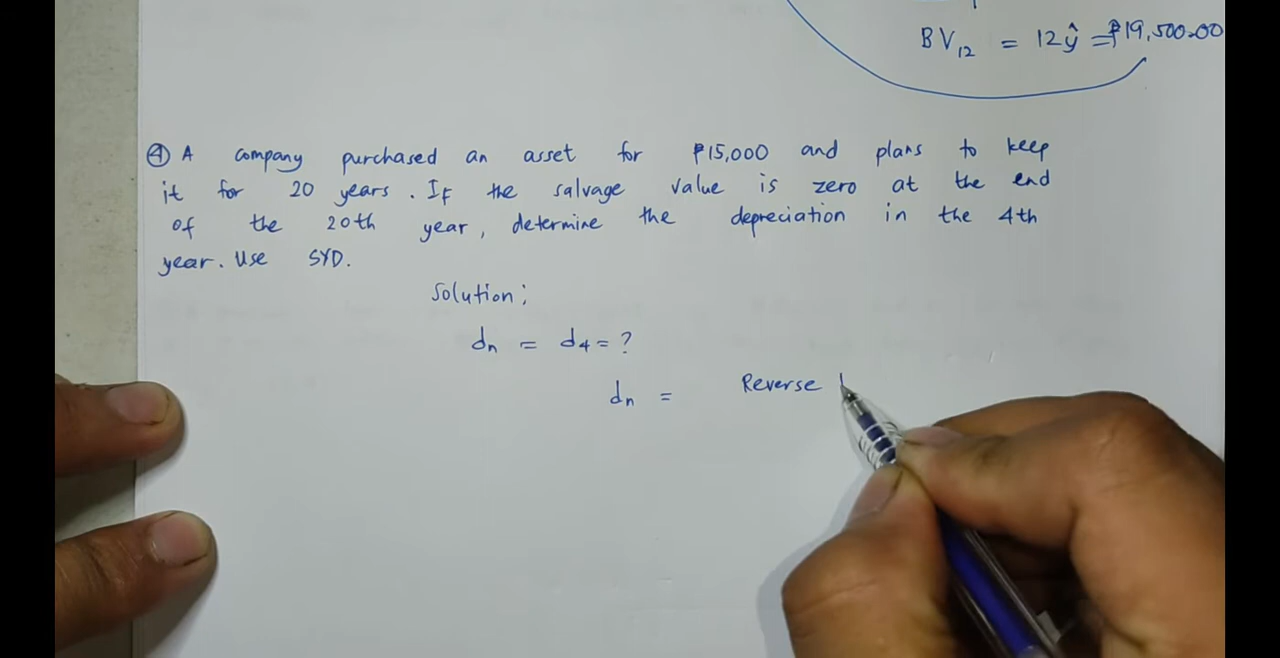 BV12 = 12ŷ = ₱19,500.00
④ A company purchased an asset for ₱15,000 and plans to keep
it for 20 years. If the salvage value is zero at the end
of the 20th year, determine the depreciation in the 4th
year. Use SYD.
Solution:
dn = d4 = ?
dn = Reverse